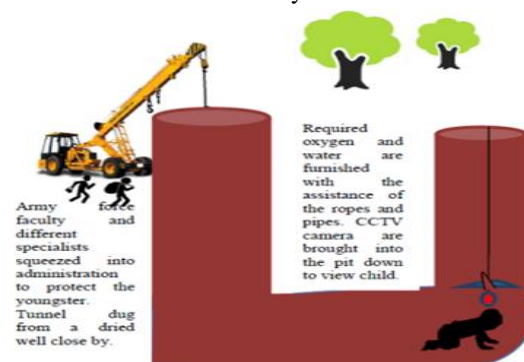 Required
oxygen and
water are
furnished
with the
assistance of
the ropes and
pipes. CCTV
camera are
brought into
the pit down
to view child.
Army force
faculty and
different
specialists
squeezed into
administration
to protect the
youngster.
Tunnel dug
from a dried
well close by.